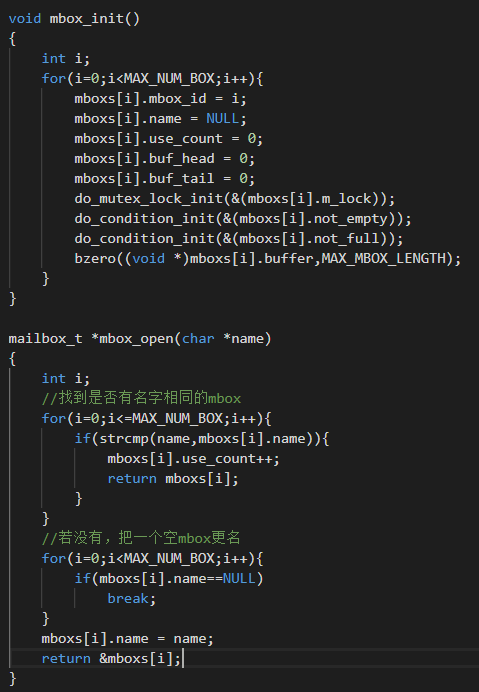 void mbox_init()
{
    int i;
    for(i=0;i<MAX_NUM_BOX;i++){
        mboxs[i].mbox_id = i;
        mboxs[i].name = NULL;
        mboxs[i].use_count = 0;
        mboxs[i].buf_head = 0;
        mboxs[i].buf_tail = 0;
        do_mutex_lock_init(&(mboxs[i].m_lock));
        do_condition_init(&(mboxs[i].not_empty));
        do_condition_init(&(mboxs[i].not_full));
        bzero((void *)mboxs[i].buffer,MAX_MBOX_LENGTH);
    }
}

mailbox_t *mbox_open(char *name)
{
    int i;
    //找到是否有名字相同的mbox
    for(i=0;i<=MAX_NUM_BOX;i++){
        if(strcmp(name,mboxs[i].name)){
            mboxs[i].use_count++;
            return mboxs[i];
        }
    }
    //若没有，把一个空mbox更名
    for(i=0;i<MAX_NUM_BOX;i++){
        if(mboxs[i].name==NULL)
            break;
    }
    mboxs[i].name = name;
    return &mboxs[i];
}